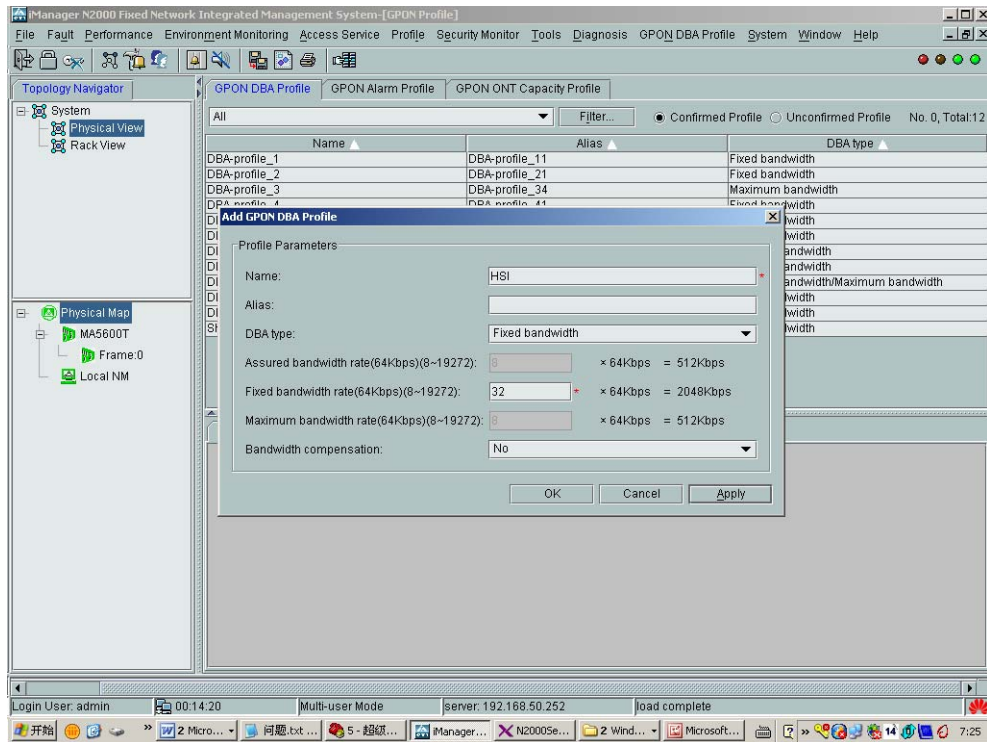 iManager N2000 Fixed Network Integrated Management System-[GPON Profile]
File Fault Performance Environment Monitoring Access Service Profile Security Monitor Tools Diagnosis GPON DBA Profile System Window Help
Topology Navigator
System
Physical View
Rack View
Physical Map
MA5600T
Frame:0
Local NM
GPON DBA Profile GPON Alarm Profile GPON ONT Capacity Profile
All Filter... Confirmed Profile Unconfirmed Profile No. 0, Total:12
Name Alias DBA type
DBA-profile_1 DBA-profile_11 Fixed bandwidth
DBA-profile_2 DBA-profile_21 Fixed bandwidth
DBA-profile_3 DBA-profile_34 Maximum bandwidth
DBA-profile_4 DBA-profile_41 Fixed bandwidth
andwidth/Maximum bandwidth
Add GPON DBA Profile
Profile Parameters
Name: HSI *
Alias:
DBA type: Fixed bandwidth
Assured bandwidth rate(64Kbps)(8~19272): 8 × 64Kbps = 512Kbps
Fixed bandwidth rate(64Kbps)(8~19272): 32 * × 64Kbps = 2048Kbps
Maximum bandwidth rate(64Kbps)(8~19272): 8 × 64Kbps = 512Kbps
Bandwidth compensation: No
OK Cancel Apply
Login User: admin 00:14:20 Multi-user Mode server: 192.168.50.252 load complete
开始 » 2 Micro... 问题.txt ... 5 - 超级... iManager... N2000Se... 2 Wind... Microsoft... » 14 7:25